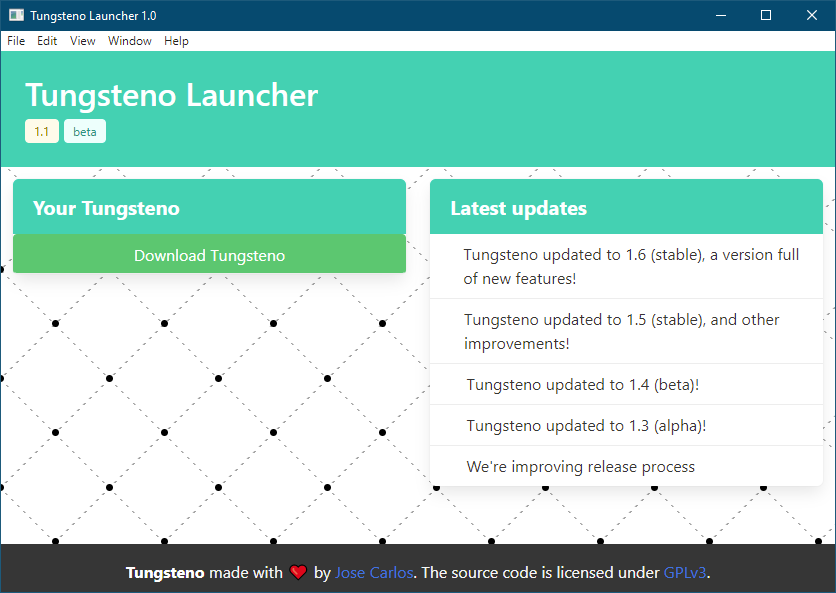 Tungsteno Launcher 1.0
File Edit View Window Help
Tungsteno Launcher
1.1 beta
Your Tungsteno
Download Tungsteno
Latest updates
Tungsteno updated to 1.6 (stable), a version full
of new features!
Tungsteno updated to 1.5 (stable), and other
improvements!
Tungsteno updated to 1.4 (beta)!
Tungsteno updated to 1.3 (alpha)!
We're improving release process
Tungsteno made with ❤ by Jose Carlos. The source code is licensed under GPLv3.